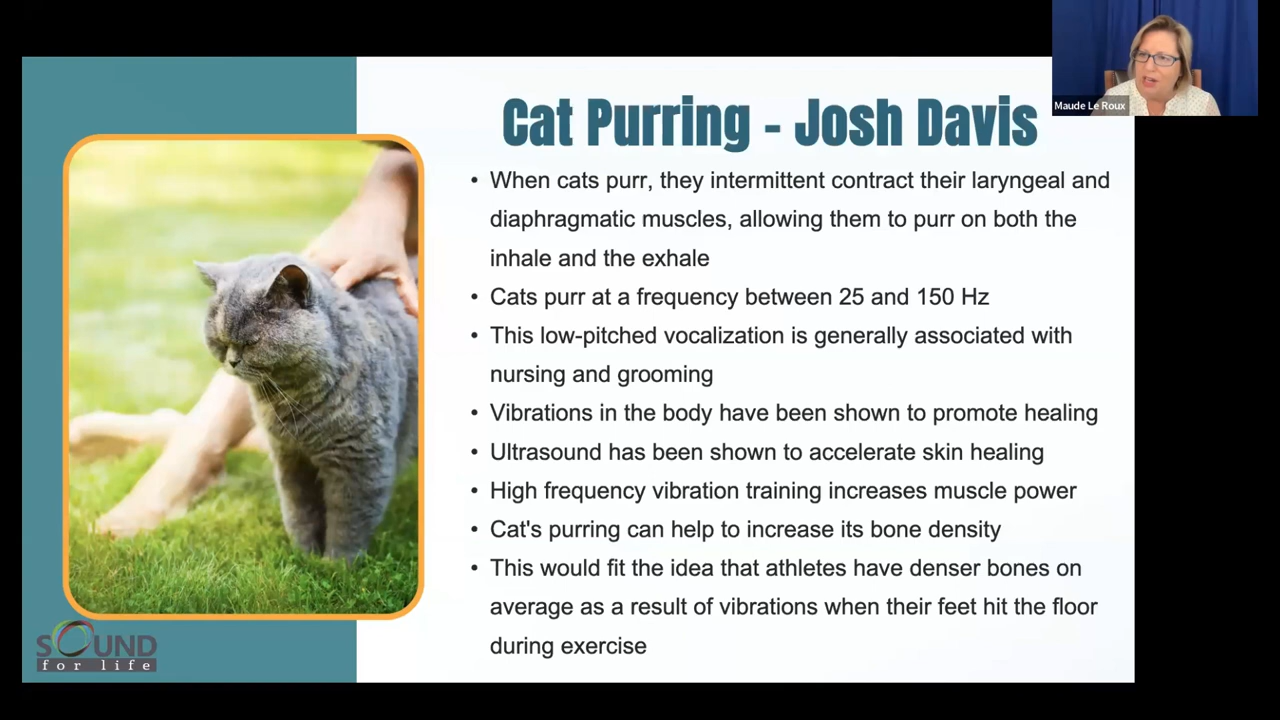 Maude Le Roux
Cat Purring - Josh Davis
• When cats purr, they intermittent contract their laryngeal and
diaphragmatic muscles, allowing them to purr on both the
inhale and the exhale
• Cats purr at a frequency between 25 and 150 Hz
• This low-pitched vocalization is generally associated with
nursing and grooming
• Vibrations in the body have been shown to promote healing
• Ultrasound has been shown to accelerate skin healing
• High frequency vibration training increases muscle power
• Cat's purring can help to increase its bone density
• This would fit the idea that athletes have denser bones on
average as a result of vibrations when their feet hit the floor
during exercise
SOUND
for life